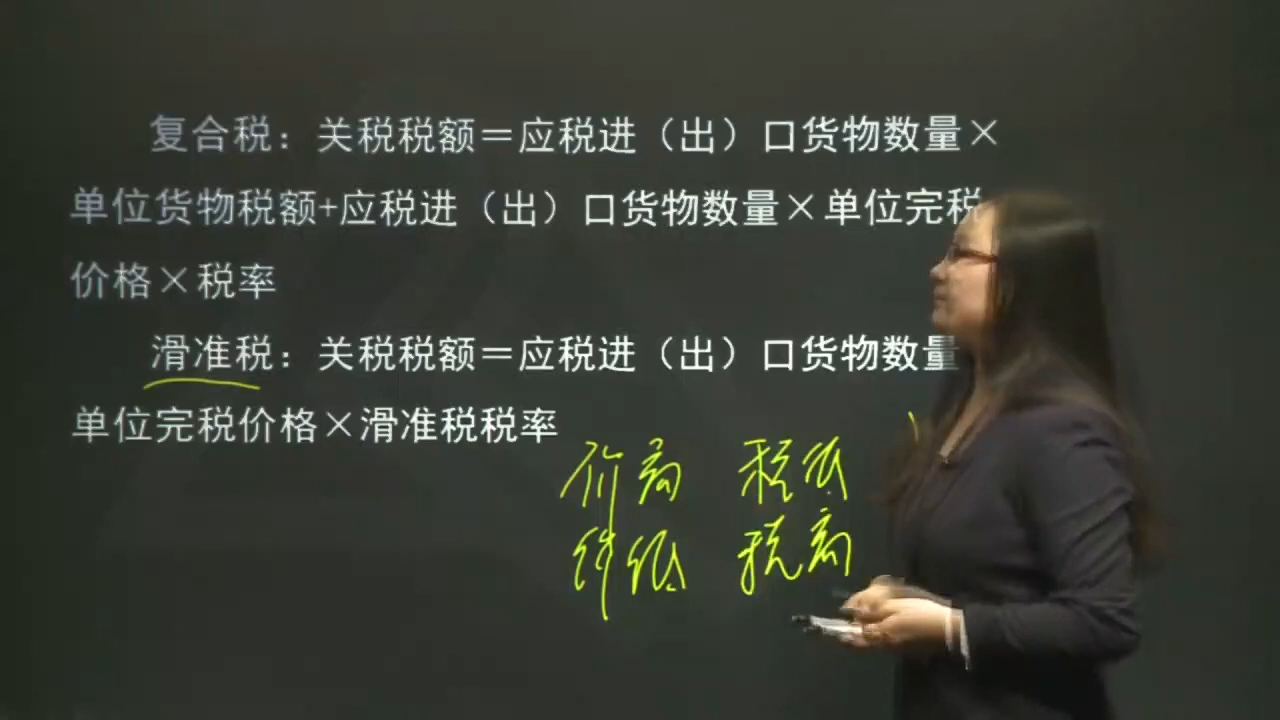 复合税：关税税额＝应税进（出）口货物数量×
单位货物税额+应税进（出）口货物数量×单位完税
价格×税率
滑准税：关税税额＝应税进（出）口货物数量
单位完税价格×滑准税税率
价高 税低
价低 税高